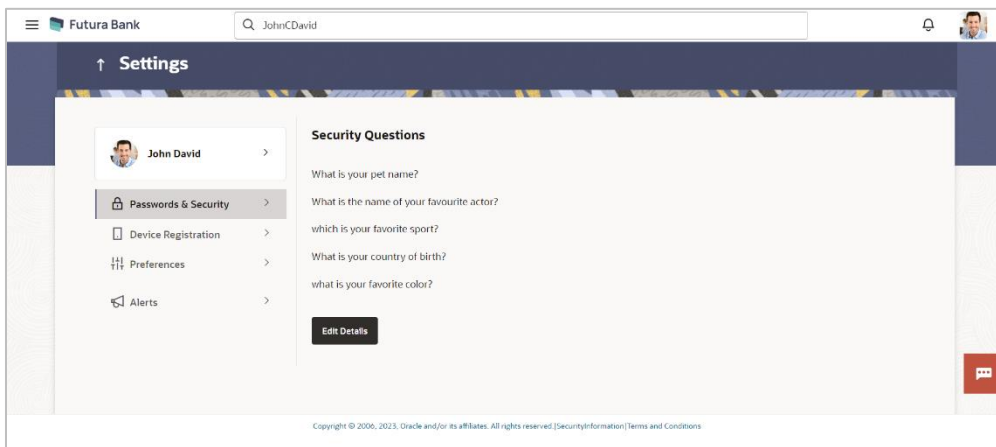 Futura Bank
JohnCDavid
Settings
John David
Passwords & Security
Device Registration
Preferences
Alerts
Security Questions
What is your pet name?
What is the name of your favourite actor?
which is your favorite sport?
What is your country of birth?
what is your favorite color?
Edit Details
Copyright © 2006, 2023, Oracle and/or its affiliates. All rights reserved.|SecurityInformation|Terms and Conditions